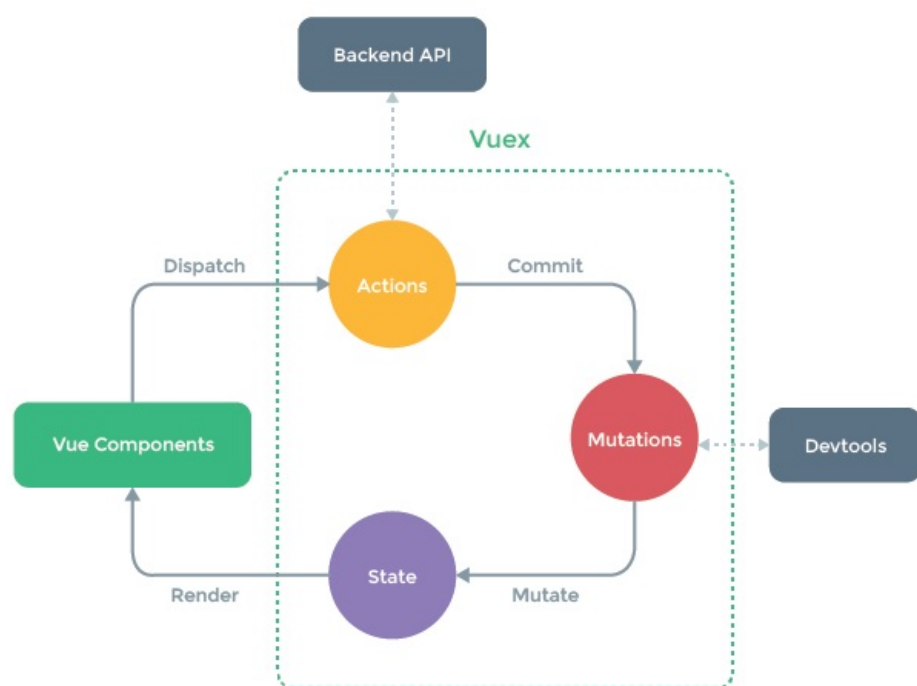 Backend API
Vuex
Dispatch
Commit
Actions
Vue Components
Mutations
Devtools
State
Render
Mutate